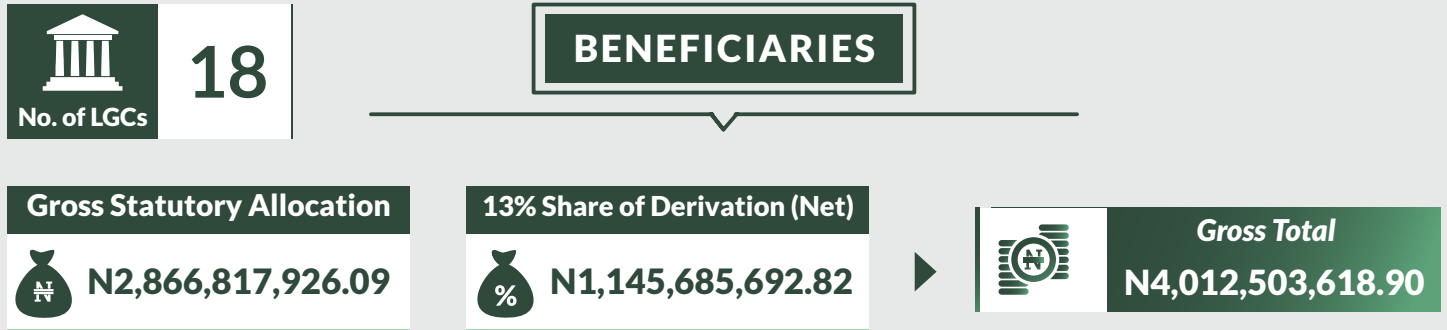 18
No. of LGCs
BENEFICIARIES
Gross Statutory Allocation
N2,866,817,926.09
13% Share of Derivation (Net)
%
N1,145,685,692.82
Gross Total
N4,012,503,618.90